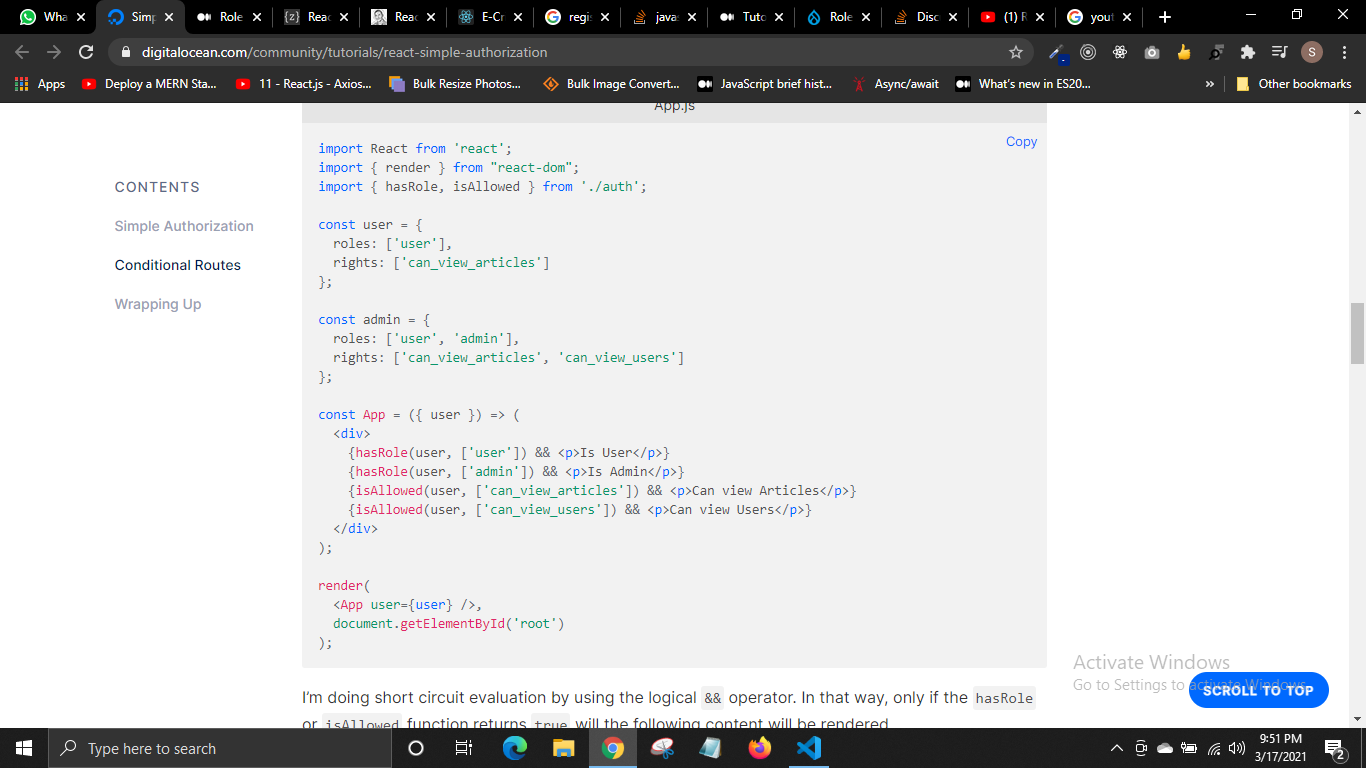 Wha
Simp
Role
Reac
Reac
E-Cr
regis
javas
Tuto
Role
Disc
(1) R
yout
digitalocean.com/community/tutorials/react-simple-authorization
S
Apps
Deploy a MERN Sta...
11 - React.js - Axios...
Bulk Resize Photos...
Bulk Image Convert...
JavaScript brief hist...
Async/await
What's new in ES20...
»
Other bookmarks
App.js
Copy
CONTENTS
Simple Authorization
Conditional Routes
Wrapping Up
import React from 'react';
import { render } from "react-dom";
import { hasRole, isAllowed } from './auth';
const user = {
roles: ['user'],
rights: ['can_view_articles']
};
const admin = {
roles: ['user', 'admin'],
rights: ['can_view_articles', 'can_view_users']
};
const App = ({ user }) => (
<div>
{hasRole(user, ['user']) && <p>Is User</p>}
{hasRole(user, ['admin']) && <p>Is Admin</p>}
{isAllowed(user, ['can_view_articles']) && <p>Can view Articles</p>}
{isAllowed(user, ['can_view_users']) && <p>Can view Users</p>}
</div>
);
render(
<App user={user} />,
document.getElementById('root')
);
I'm doing short circuit evaluation by using the logical && operator. In that way, only if the hasRole
or isAllowed function returns true will the following content will be rendered
Activate Windows
Go to Settings to activate Windows.
SCROLL TO TOP
Type here to search
9:51 PM
3/17/2021
2